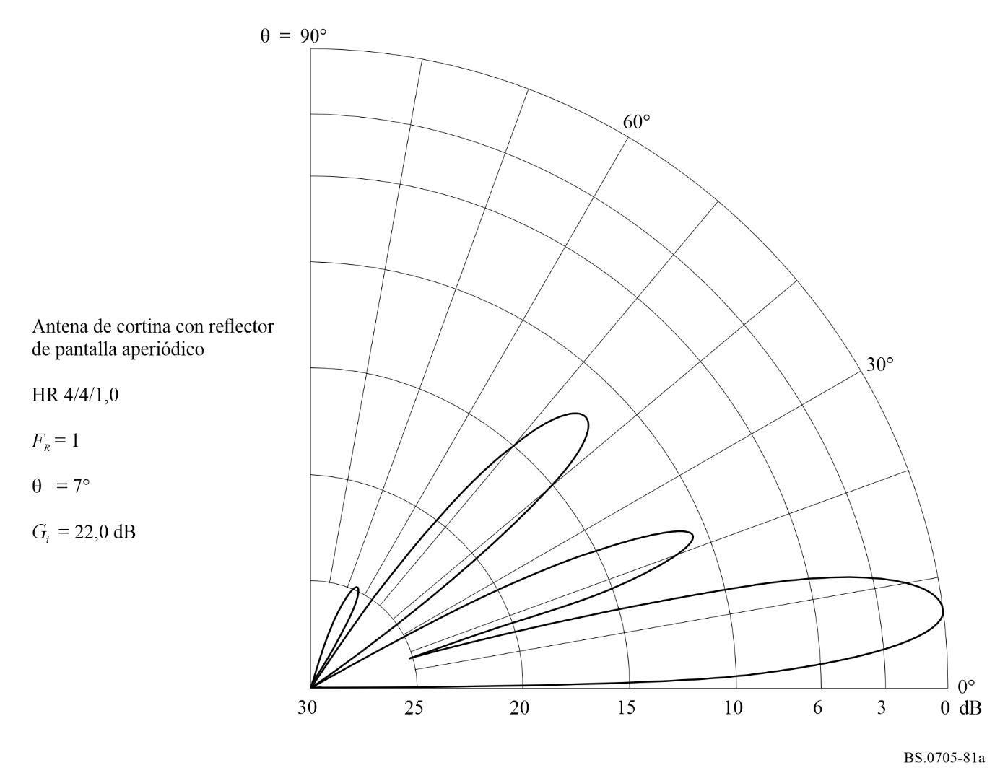 θ = 90°
60°
30°
Antena de cortina con reflector
de pantalla aperiódico
HR 4/4/1,0
F_R = 1
θ = 7°
G_i = 22,0 dB
0°
30 25 20 15 10 6 3 0 dB
BS.0705-81a